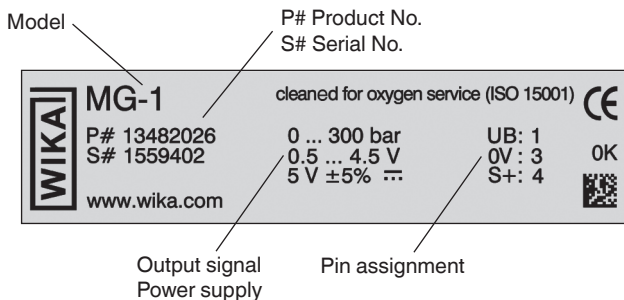 Model
P# Product No.
S# Serial No.
WIKA
MG-1
cleaned for oxygen service (ISO 15001)
CE
P# 13482026
0 ... 300 bar
UB: 1
S# 1559402
0.5 ... 4.5 V
0V : 3
0K
5 V ±5% ⎓
S+: 4
www.wika.com
Output signal
Power supply
Pin assignment